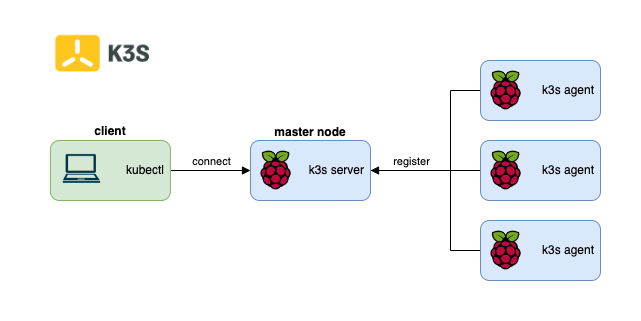 K3S
client
kubectl
connect
master node
k3s server
register
k3s agent
k3s agent
k3s agent